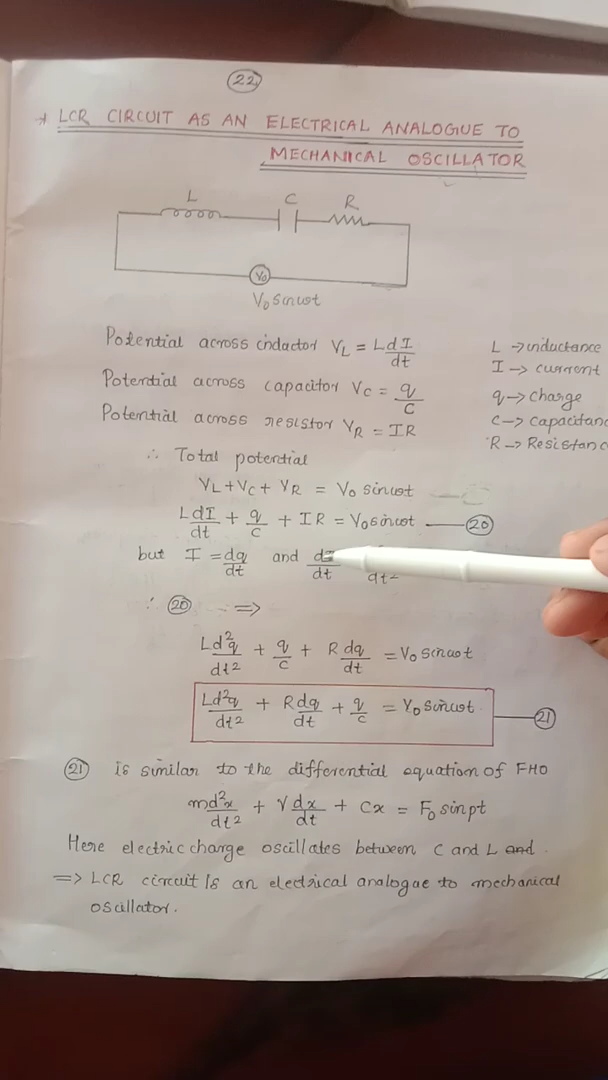 22
* LCR CIRCUIT AS AN ELECTRICAL ANALOGUE TO
MECHANICAL OSCILLATOR
L C R
V₀
V₀ sinωt
Potential across inductor V_L = L dI/dt
L → inductance
I → current
Potential across capacitor V_C = q/C
q → charge
Potential across resistor V_R = IR
C → Capacitan
R → Resistanc
∴ Total potential
V_L + V_C + V_R = V₀ sinωt
L dI/dt + q/c + IR = V₀ sinωt — 20
but I = dq/dt and dI/dt dt²
∴ 20 ⇒
L d²q/dt² + q/c + R dq/dt = V₀ sinωt
L d²q/dt² + R dq/dt + q/c = V₀ sinωt — 21
21 is similar to the differential equation of FHO
m d²x/dt² + γ dx/dt + Cx = F₀ sin pt
Here electric charge oscillates between C and L and.
⇒ LCR circuit is an electrical analogue to mechanical
oscillator.